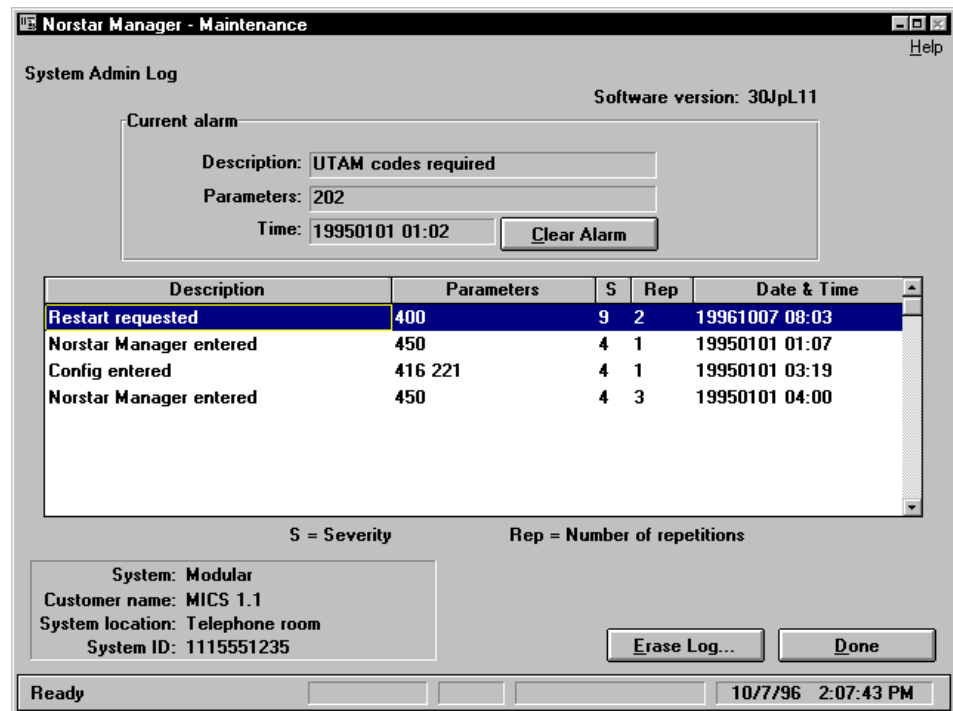 Norstar Manager - Maintenance
Help
System Admin Log
Software version: 30JpL11
Current alarm
Description: UTAM codes required
Parameters: 202
Time: 19950101 01:02 Clear Alarm
Description Parameters S Rep Date & Time
Restart requested 400 9 2 19961007 08:03
Norstar Manager entered 450 4 1 19950101 01:07
Config entered 416 221 4 1 19950101 03:19
Norstar Manager entered 450 4 3 19950101 04:00
S = Severity Rep = Number of repetitions
System: Modular
Customer name: MICS 1.1
System location: Telephone room
System ID: 1115551235
Erase Log... Done
Ready 10/7/96 2:07:43 PM